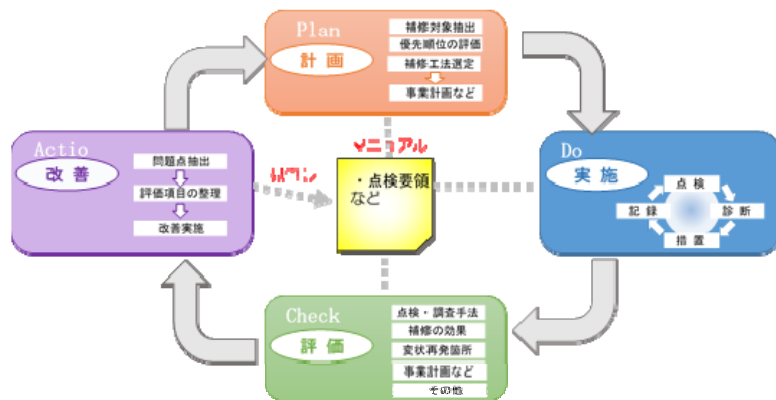 Plan
計画
補修対象抽出
優先順位の評価
補修工法選定
事業計画など
Actio
改善
問題点抽出
評価項目の整理
改善実施
マニュアル
・点検要領
など
Do
実施
点検
診断
措置
記録
Check
評価
点検・調査手法
補修の効果
変状再発箇所
事業計画など
その他